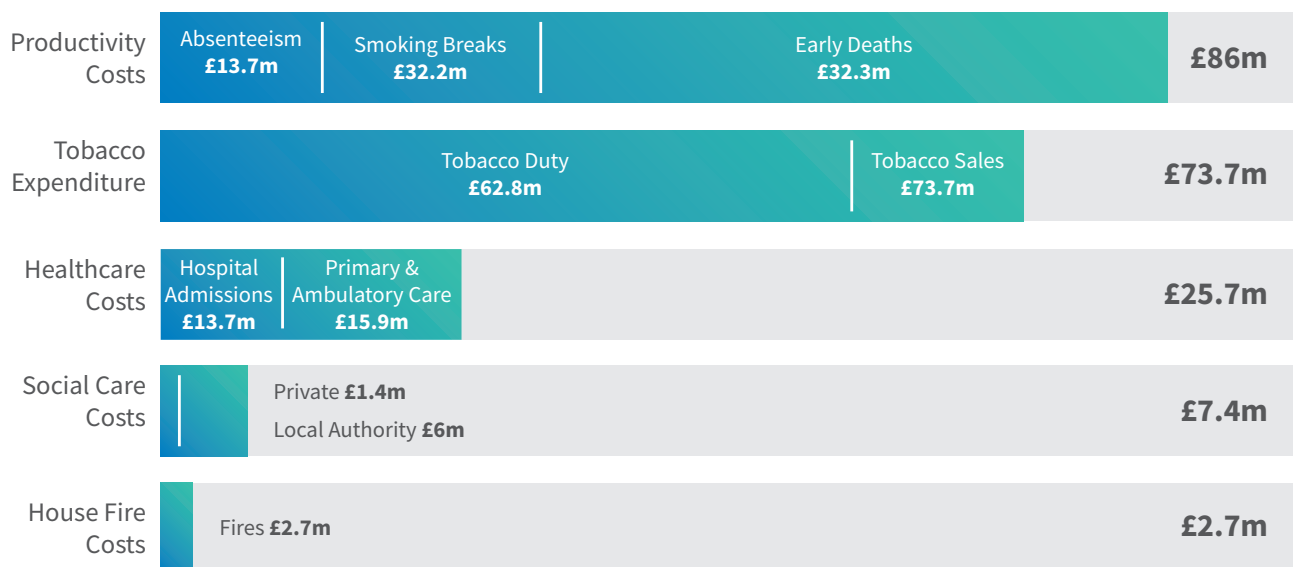 Productivity
Costs
Absenteeism
£13.7m
Smoking Breaks
£32.2m
Early Deaths
£32.3m
£86m
Tobacco
Expenditure
Tobacco Duty
£62.8m
Tobacco Sales
£73.7m
£73.7m
Healthcare
Costs
Hospital
Admissions
£13.7m
Primary &
Ambulatory Care
£15.9m
£25.7m
Social Care
Costs
Private £1.4m
Local Authority £6m
£7.4m
House Fire
Costs
Fires £2.7m
£2.7m